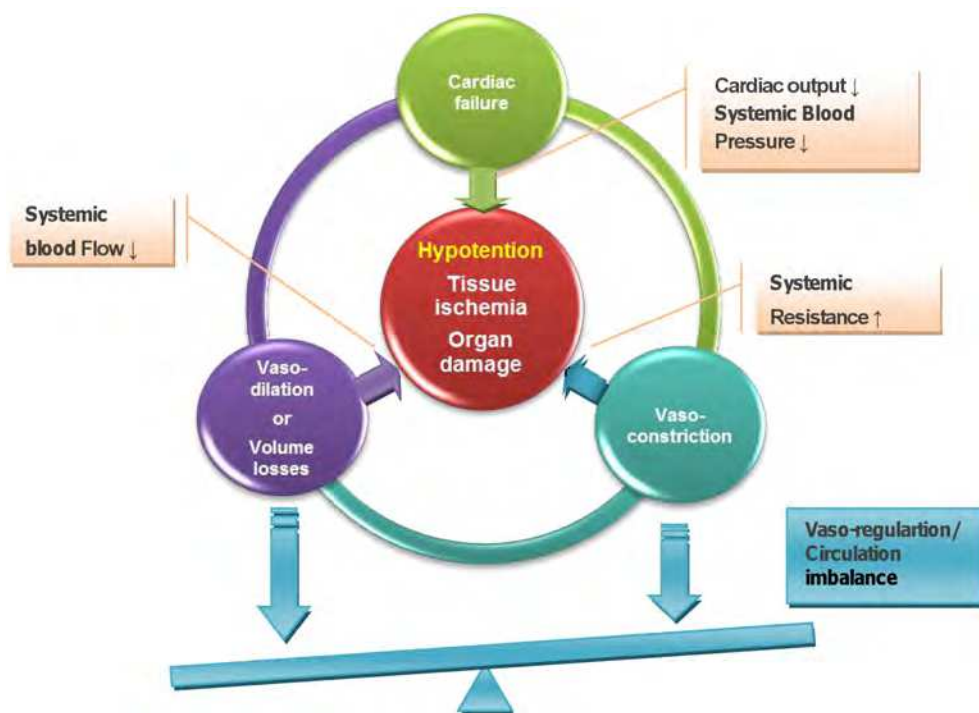 Cardiac
failure
Cardiac output ↓
Systemic Blood
Pressure ↓
Systemic
blood Flow ↓
Hypotention
Tissue
ischemia
Organ
damage
Systemic
Resistance ↑
Vaso-
dilation
or
Volume
losses
Vaso-
constriction
Vaso-regulartion/
Circulation
imbalance